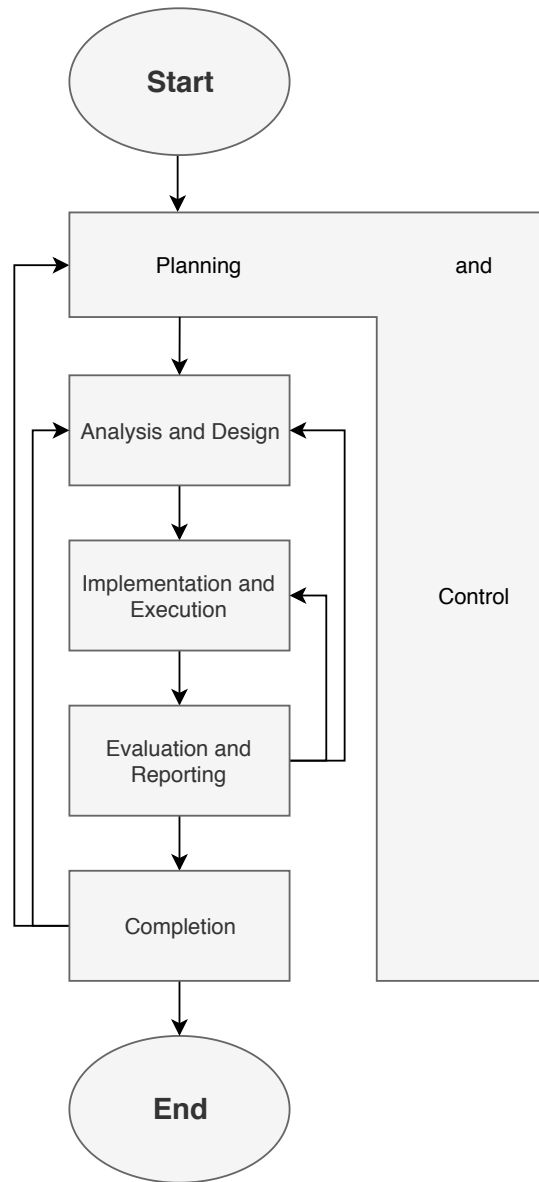 Start
Planning and
Analysis and Design
Implementation and
Execution
Control
Evaluation and
Reporting
Completion
End